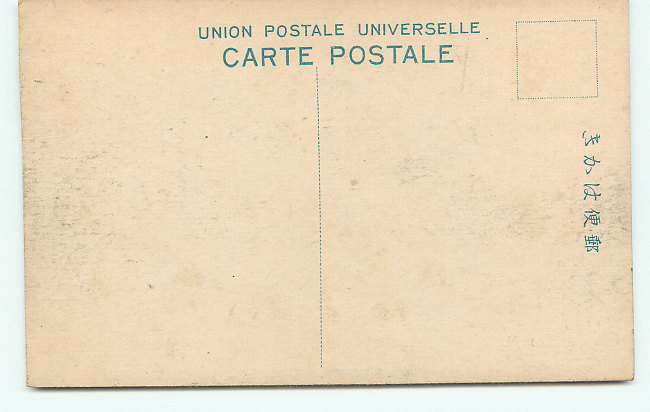 UNION POSTALE UNIVERSELLE
CARTE POSTALE
郵便はかき